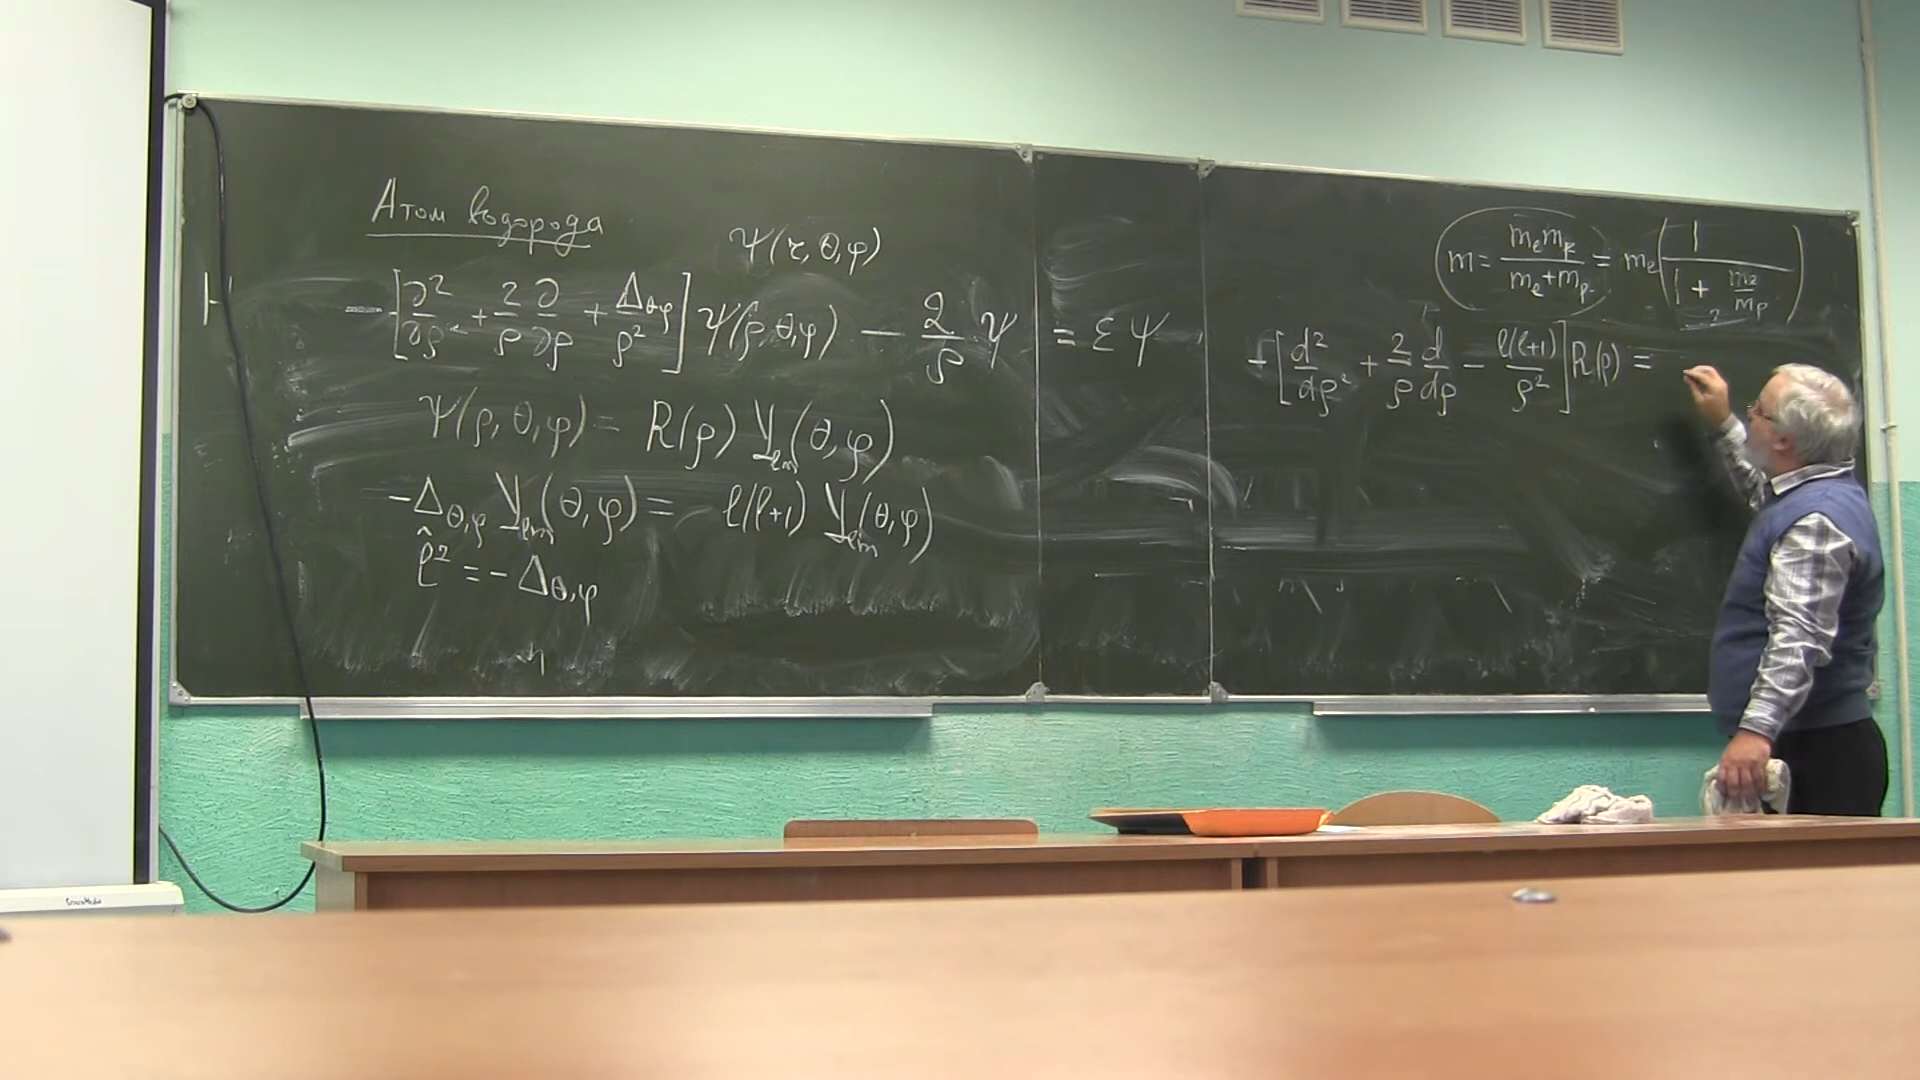 Атом водорода
Ψ(r, θ, φ)
-[∂²/∂ρ² + 2/ρ ∂/∂ρ + Δθφ/ρ²] Ψ(ρ, θ, φ) - 2/ρ Ψ = ε Ψ
Ψ(ρ, θ, φ) = R(ρ) Yₗₘ(θ, φ)
-Δθ,φ Yₗₘ(θ, φ) = ℓ(ℓ+1) Yₗₘ(θ, φ)
ℓ̂² = -Δθ,φ
m = mₑmₚ/(mₑ+mₚ) = mₑ(1/(1 + mₑ/mₚ))
-[d²/dρ² + 2/ρ d/dρ - ℓ(ℓ+1)/ρ²] R(ρ) =